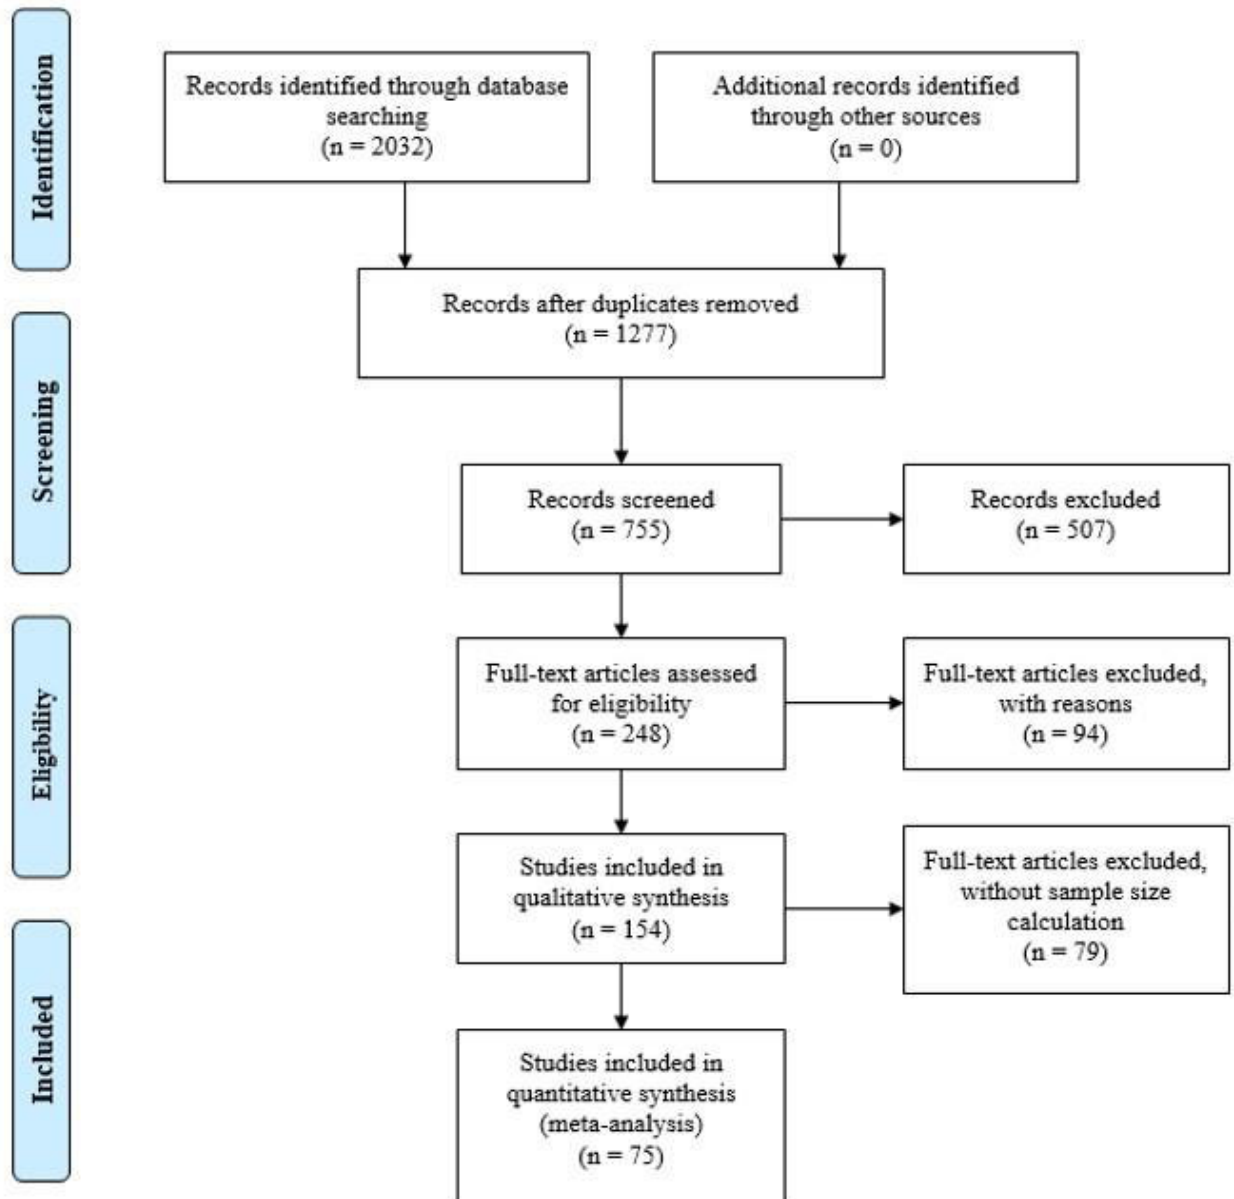 Identification
Records identified through database
searching
(n = 2032)
Additional records identified
through other sources
(n = 0)
Records after duplicates removed
(n = 1277)
Screening
Records screened
(n = 755)
Records excluded
(n = 507)
Eligibility
Full-text articles assessed
for eligibility
(n = 248)
Full-text articles excluded,
with reasons
(n = 94)
Studies included in
qualitative synthesis
(n = 154)
Full-text articles excluded,
without sample size
calculation
(n = 79)
Included
Studies included in
quantitative synthesis
(meta-analysis)
(n = 75)